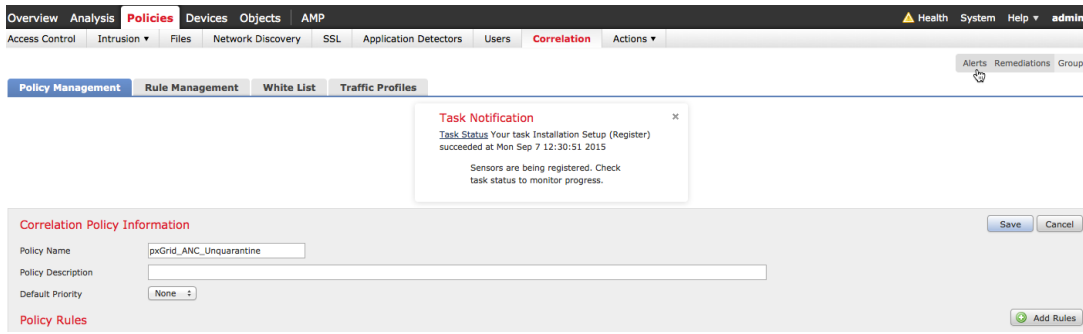 Overview Analysis Policies Devices Objects AMP Health System Help ▾ admin
Access Control Intrusion ▾ Files Network Discovery SSL Application Detectors Users Correlation Actions ▾
Alerts Remediations Group
Policy Management Rule Management White List Traffic Profiles
Task Notification ×
Task Status Your task Installation Setup (Register)
succeeded at Mon Sep 7 12:30:51 2015
Sensors are being registered. Check
task status to monitor progress.
Correlation Policy Information Save Cancel
Policy Name pxGrid_ANC_Unquarantine
Policy Description
Default Priority None
Policy Rules Add Rules